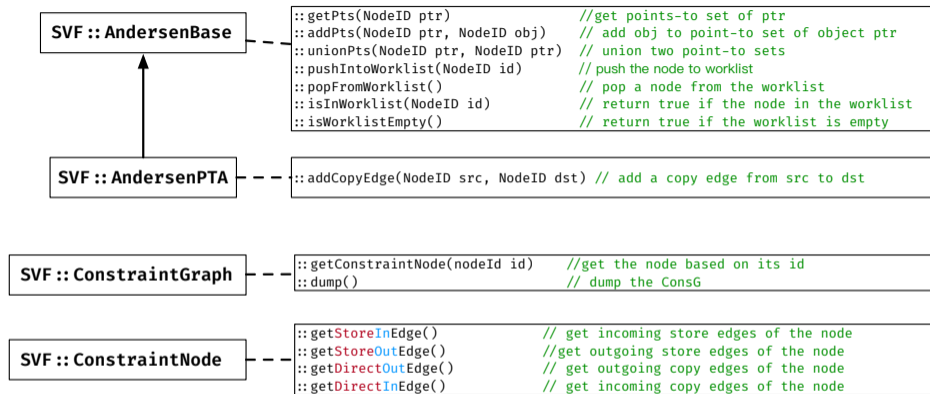 SVF::AndersenBase
::getPts(NodeID ptr) //get points-to set of ptr
::addPts(NodeID ptr, NodeID obj) // add obj to point-to set of object ptr
::unionPts(NodeID ptr, NodeID ptr) // union two point-to sets
::pushIntoWorklist(NodeID id) // push the node to worklist
::popFromWorklist() // pop a node from the worklist
::isInWorklist(NodeID id) // return true if the node in the worklist
::isWorklistEmpty() // return true if the worklist is empty
SVF::AndersenPTA
::addCopyEdge(NodeID src, NodeID dst) // add a copy edge from src to dst
SVF::ConstraintGraph
::getConstraintNode(nodeId id) //get the node based on its id
::dump() // dump the ConsG
SVF::ConstraintNode
::getStoreInEdge() // get incoming store edges of the node
::getStoreOutEdge() //get outgoing store edges of the node
::getDirectOutEdge() // get outgoing copy edges of the node
::getDirectInEdge() // get incoming copy edges of the node